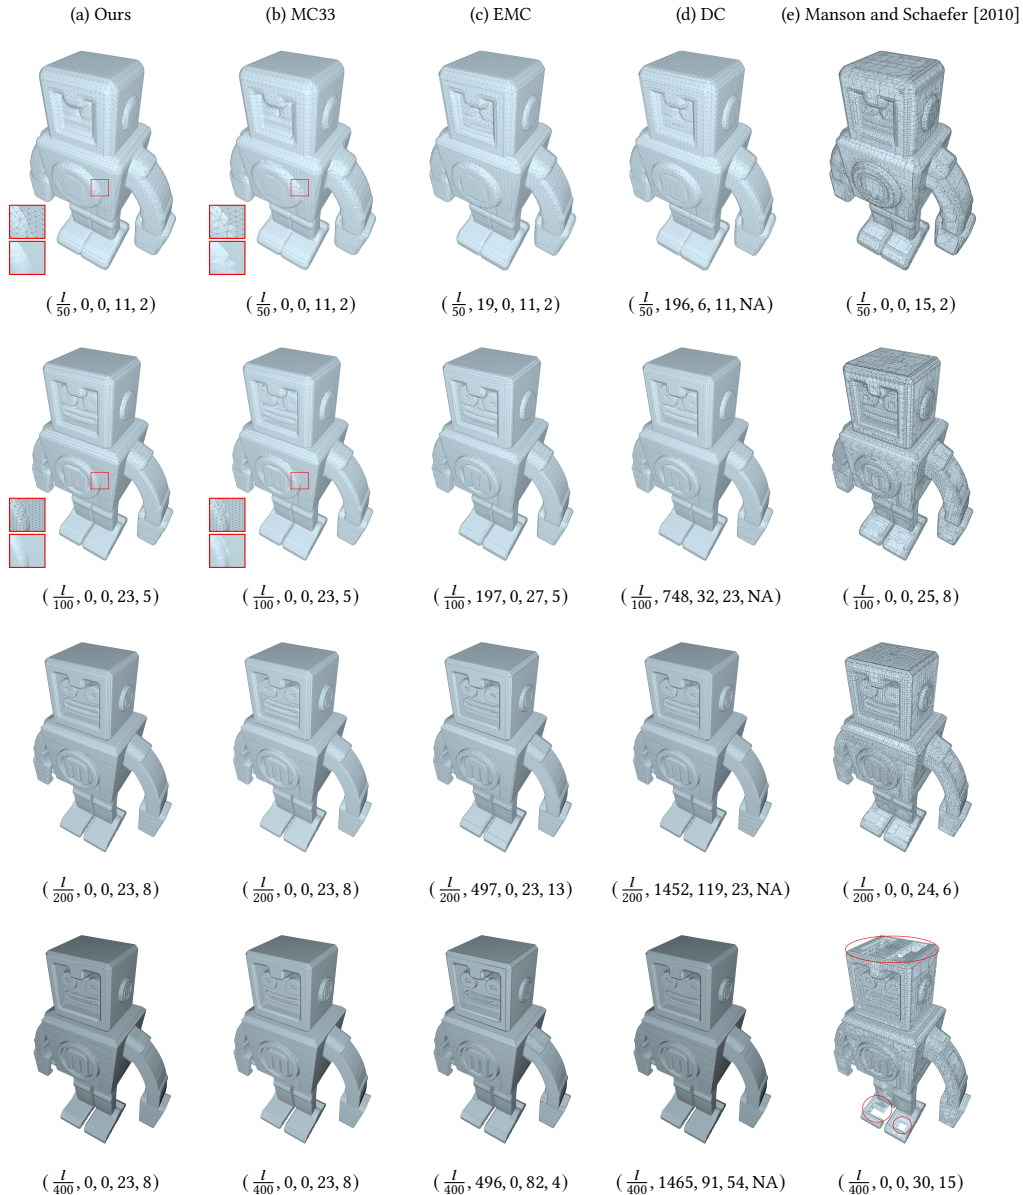 (a) Ours (b) MC33 (c) EMC (d) DC (e) Manson and Schaefer [2010]
( l/50, 0, 0, 11, 2) ( l/50, 0, 0, 11, 2) ( l/50, 19, 0, 11, 2) ( l/50, 196, 6, 11, NA) ( l/50, 0, 0, 15, 2)
( l/100, 0, 0, 23, 5) ( l/100, 0, 0, 23, 5) ( l/100, 197, 0, 27, 5) ( l/100, 748, 32, 23, NA) ( l/100, 0, 0, 25, 8)
( l/200, 0, 0, 23, 8) ( l/200, 0, 0, 23, 8) ( l/200, 497, 0, 23, 13) ( l/200, 1452, 119, 23, NA) ( l/200, 0, 0, 24, 6)
( l/400, 0, 0, 23, 8) ( l/400, 0, 0, 23, 8) ( l/400, 496, 0, 82, 4) ( l/400, 1465, 91, 54, NA) ( l/400, 0, 0, 30, 15)